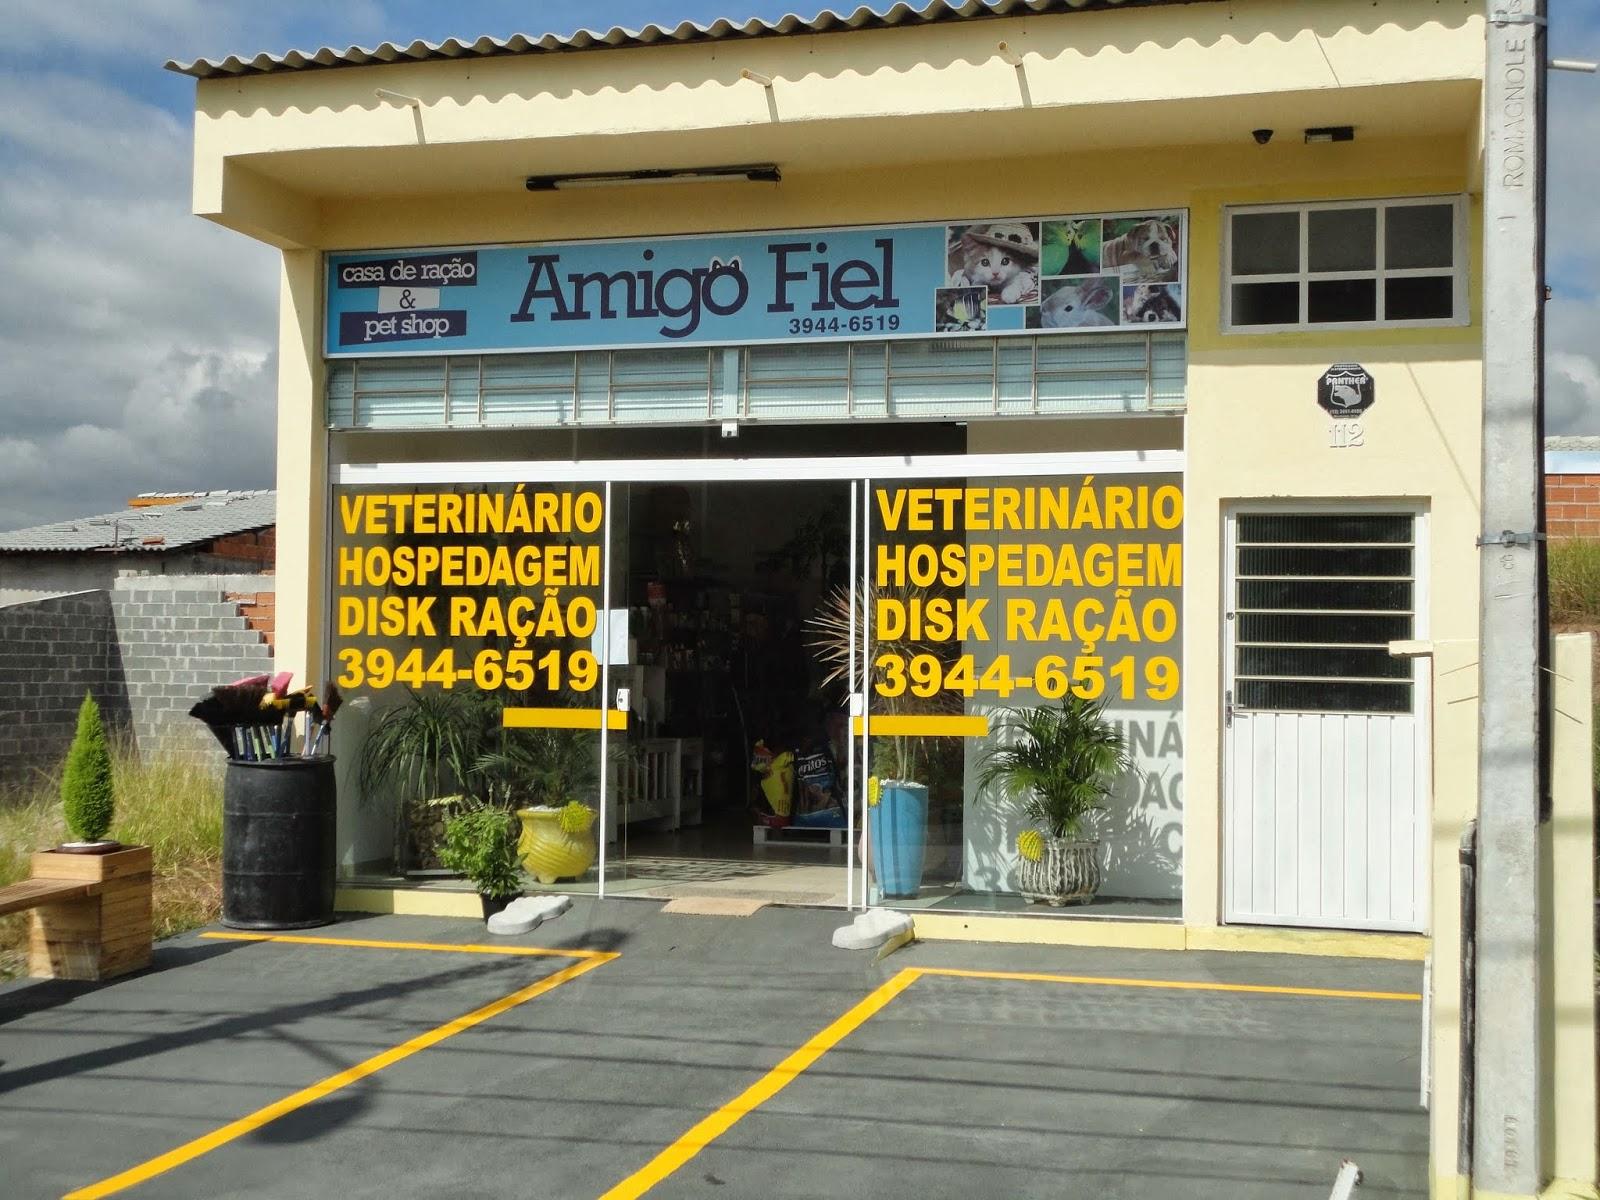 casa de ração
&
pet shop
Amigo Fiel
3944-6519
ROMAGNOLE
PANTHER
112
VETERINÁRIO
HOSPEDAGEM
DISK RAÇÃO
3944-6519
VETERINÁRIO
HOSPEDAGEM
DISK RAÇÃO
3944-6519